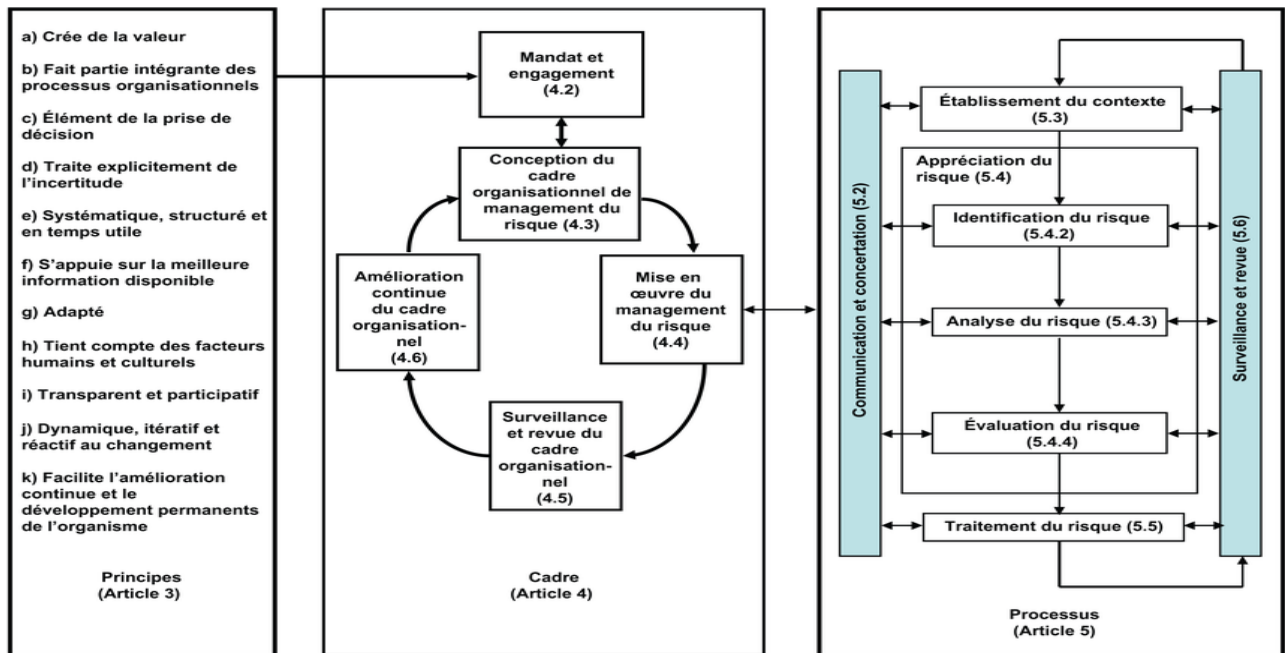 a) Crée de la valeur
b) Fait partie intégrante des
processus organisationnels
c) Élément de la prise de
décision
d) Traite explicitement de
l’incertitude
e) Systématique, structuré et
en temps utile
f) S’appuie sur la meilleure
information disponible
g) Adapté
h) Tient compte des facteurs
humains et culturels
i) Transparent et participatif
j) Dynamique, itératif et
réactif au changement
k) Facilite l’amélioration
continue et le
développement permanents
de l’organisme
Principes
(Article 3)
Mandat et
engagement
(4.2)
Conception du
cadre
organisationnel de
management du
risque (4.3)
Mise en
œuvre du
management
du risque
(4.4)
Surveillance
et revue du
cadre
organisation-
nel
(4.5)
Amélioration
continue
du cadre
organisation-
nel
(4.6)
Cadre
(Article 4)
Communication et concertation (5.2)
Établissement du contexte
(5.3)
Appréciation du
risque (5.4)
Identification du risque
(5.4.2)
Analyse du risque (5.4.3)
Évaluation du risque
(5.4.4)
Traitement du risque (5.5)
Surveillance et revue (5.6)
Processus
(Article 5)